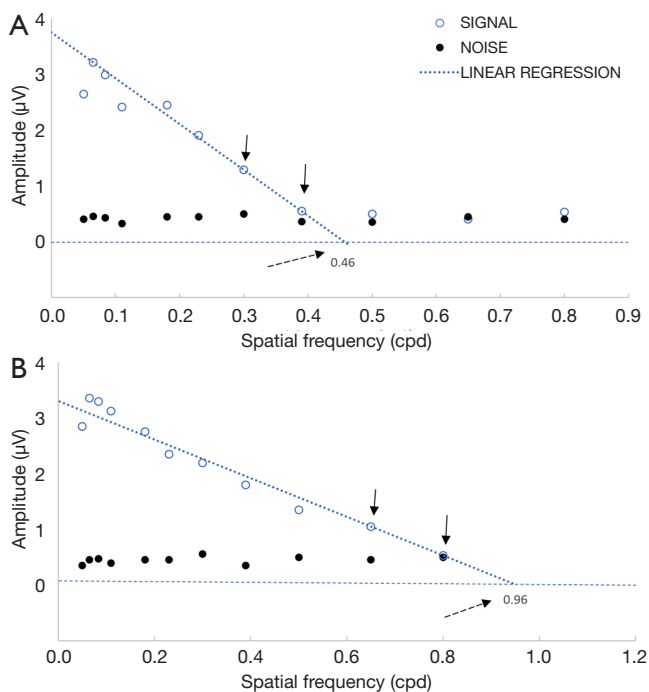 A
4
3
2
1
0
Amplitude (µV)
SIGNAL
NOISE
LINEAR REGRESSION
0.46
0.0 0.1 0.2 0.3 0.4 0.5 0.6 0.7 0.8 0.9
Spatial frequency (cpd)
B
4
3
2
1
0
Amplitude (µV)
0.96
0.0 0.2 0.4 0.6 0.8 1.0 1.2
Spatial frequency (cpd)